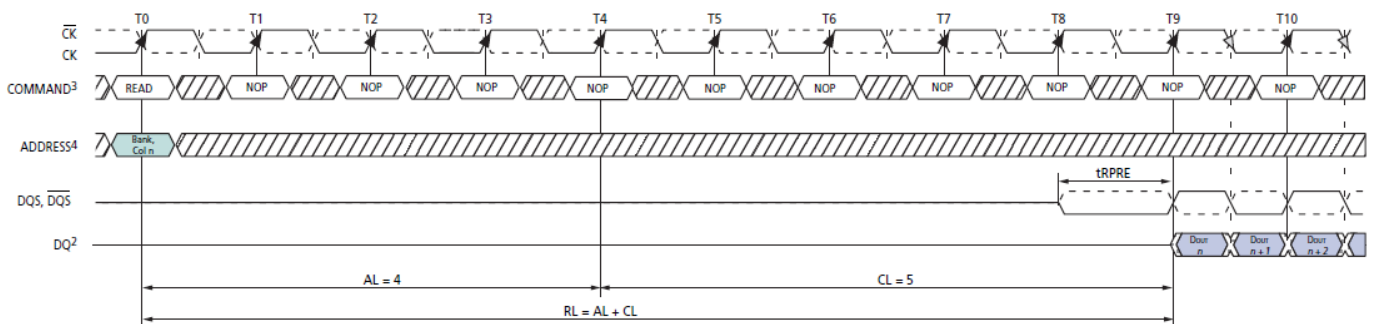 T0 T1 T2 T3 T4 T5 T6 T7 T8 T9 T10
C̅K̅
CK
COMMAND³ READ NOP NOP NOP NOP NOP NOP NOP NOP NOP NOP
ADDRESS⁴ Bank,
Col n
tRPRE
DQS, D̅Q̅S̅
DQ² DOUT DOUT DOUT
n n + 1 n + 2
AL = 4 CL = 5
RL = AL + CL